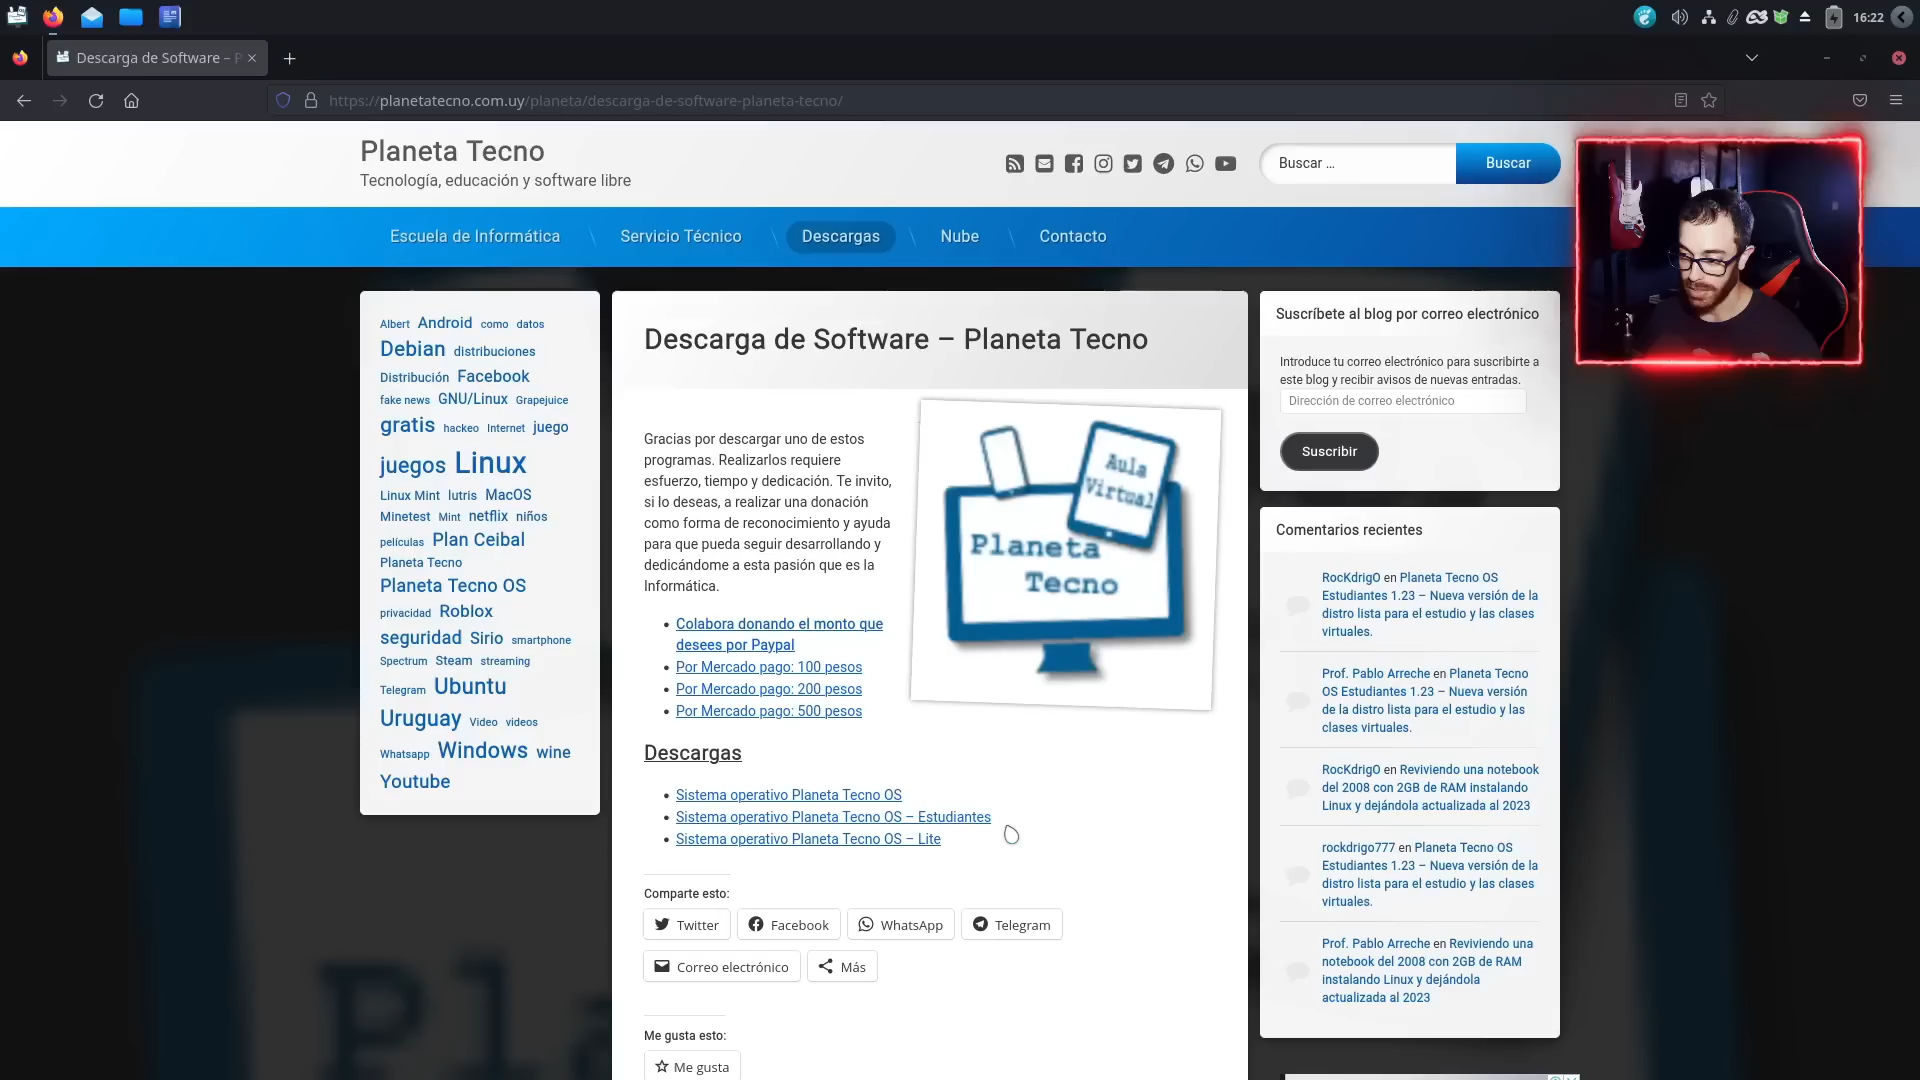 16:22
Descarga de Software – P
https://planetatecno.com.uy/planeta/descarga-de-software-planeta-tecno/
Planeta Tecno
Tecnología, educación y software libre
Buscar ...
Buscar
Escuela de Informática
Servicio Técnico
Descargas
Nube
Contacto
Albert Android como datos
Debian distribuciones
Distribución Facebook
fake news GNU/Linux Grapejuice
gratis hackeo Internet juego
juegos Linux
Linux Mint lutris MacOS
Minetest Mint netflix niños
películas Plan Ceibal
Planeta Tecno
Planeta Tecno OS
privacidad Roblox
seguridad Sirio smartphone
Spectrum Steam streaming
Telegram Ubuntu
Uruguay Video videos
Whatsapp Windows wine
Youtube
Descarga de Software – Planeta Tecno
Gracias por descargar uno de estos
programas. Realizarlos requiere
esfuerzo, tiempo y dedicación. Te invito,
si lo deseas, a realizar una donación
como forma de reconocimiento y ayuda
para que pueda seguir desarrollando y
dedicándome a esta pasión que es la
Informática.
Aula
Virtual
Planeta
Tecno
Colabora donando el monto que
desees por Paypal
Por Mercado pago: 100 pesos
Por Mercado pago: 200 pesos
Por Mercado pago: 500 pesos
Descargas
Sistema operativo Planeta Tecno OS
Sistema operativo Planeta Tecno OS – Estudiantes
Sistema operativo Planeta Tecno OS – Lite
Comparte esto:
Twitter
Facebook
WhatsApp
Telegram
Correo electrónico
Más
Me gusta esto:
Me gusta
Suscríbete al blog por correo electrónico
Introduce tu correo electrónico para suscribirte a
este blog y recibir avisos de nuevas entradas.
Dirección de correo electrónico
Suscribir
Comentarios recientes
RocKdrigO en Planeta Tecno OS
Estudiantes 1.23 – Nueva versión de la
distro lista para el estudio y las clases
virtuales.
Prof. Pablo Arreche en Planeta Tecno
OS Estudiantes 1.23 – Nueva versión
de la distro lista para el estudio y las
clases virtuales.
RocKdrigO en Reviviendo una notebook
del 2008 con 2GB de RAM instalando
Linux y dejándola actualizada al 2023
rockdrigo777 en Planeta Tecno OS
Estudiantes 1.23 – Nueva versión de la
distro lista para el estudio y las clases
virtuales.
Prof. Pablo Arreche en Reviviendo una
notebook del 2008 con 2GB de RAM
instalando Linux y dejándola
actualizada al 2023